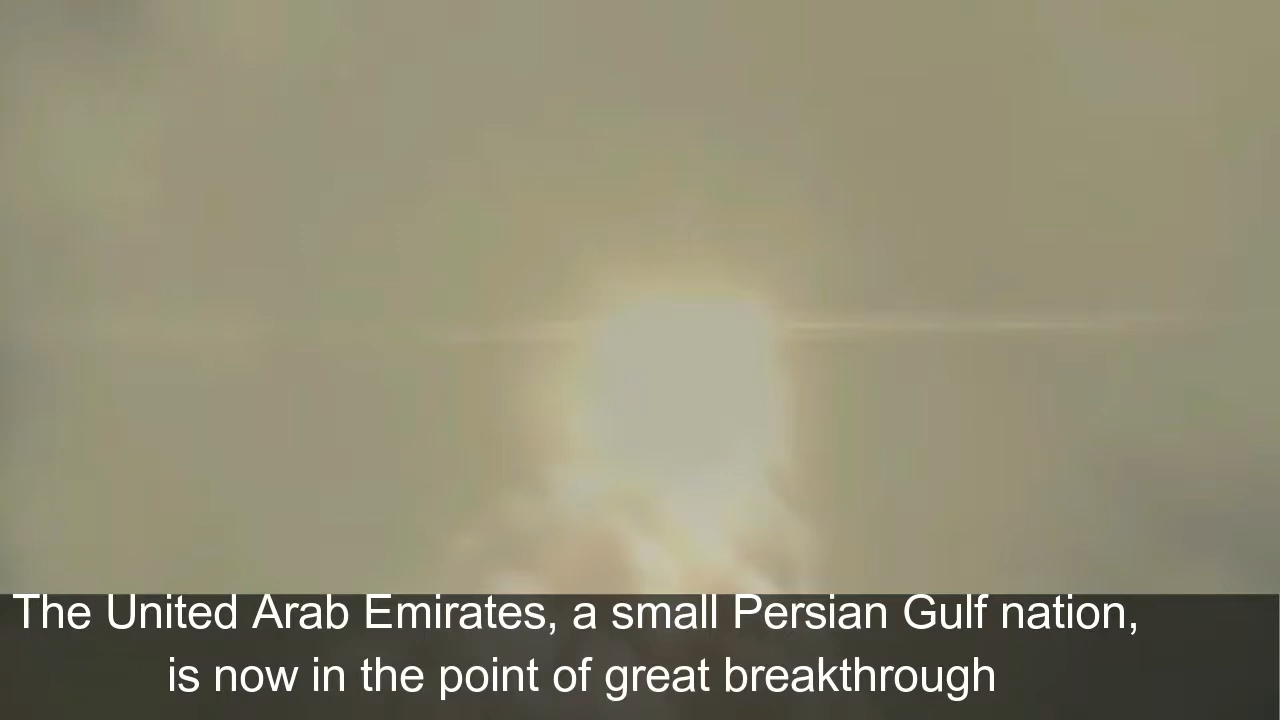 The United Arab Emirates, a small Persian Gulf nation,
is now in the point of great breakthrough